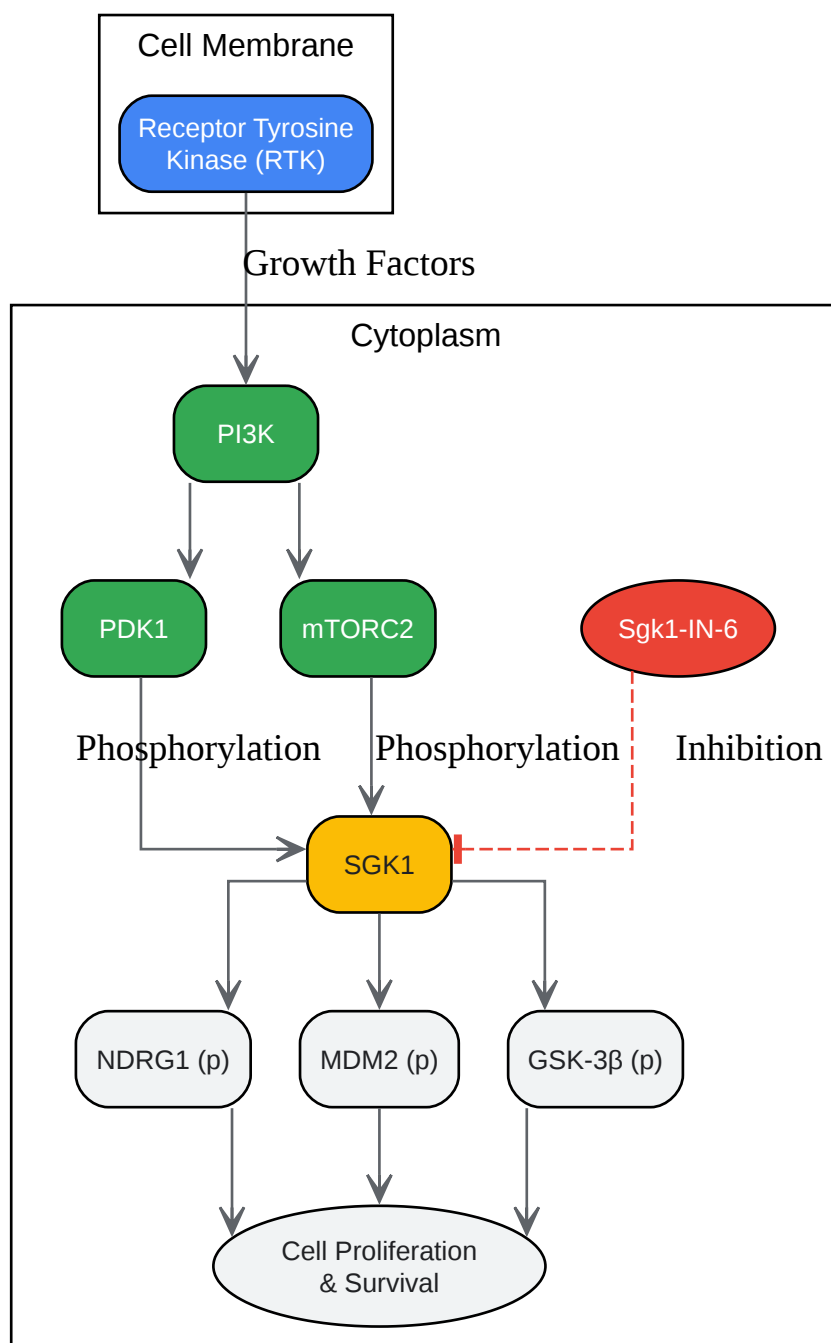 Cell Membrane
Receptor Tyrosine
Kinase (RTK)
Growth Factors
Cytoplasm
PI3K
PDK1
mTORC2
Sgk1-IN-6
Phosphorylation
Phosphorylation
Inhibition
SGK1
NDRG1 (p)
MDM2 (p)
GSK-3β (p)
Cell Proliferation
& Survival